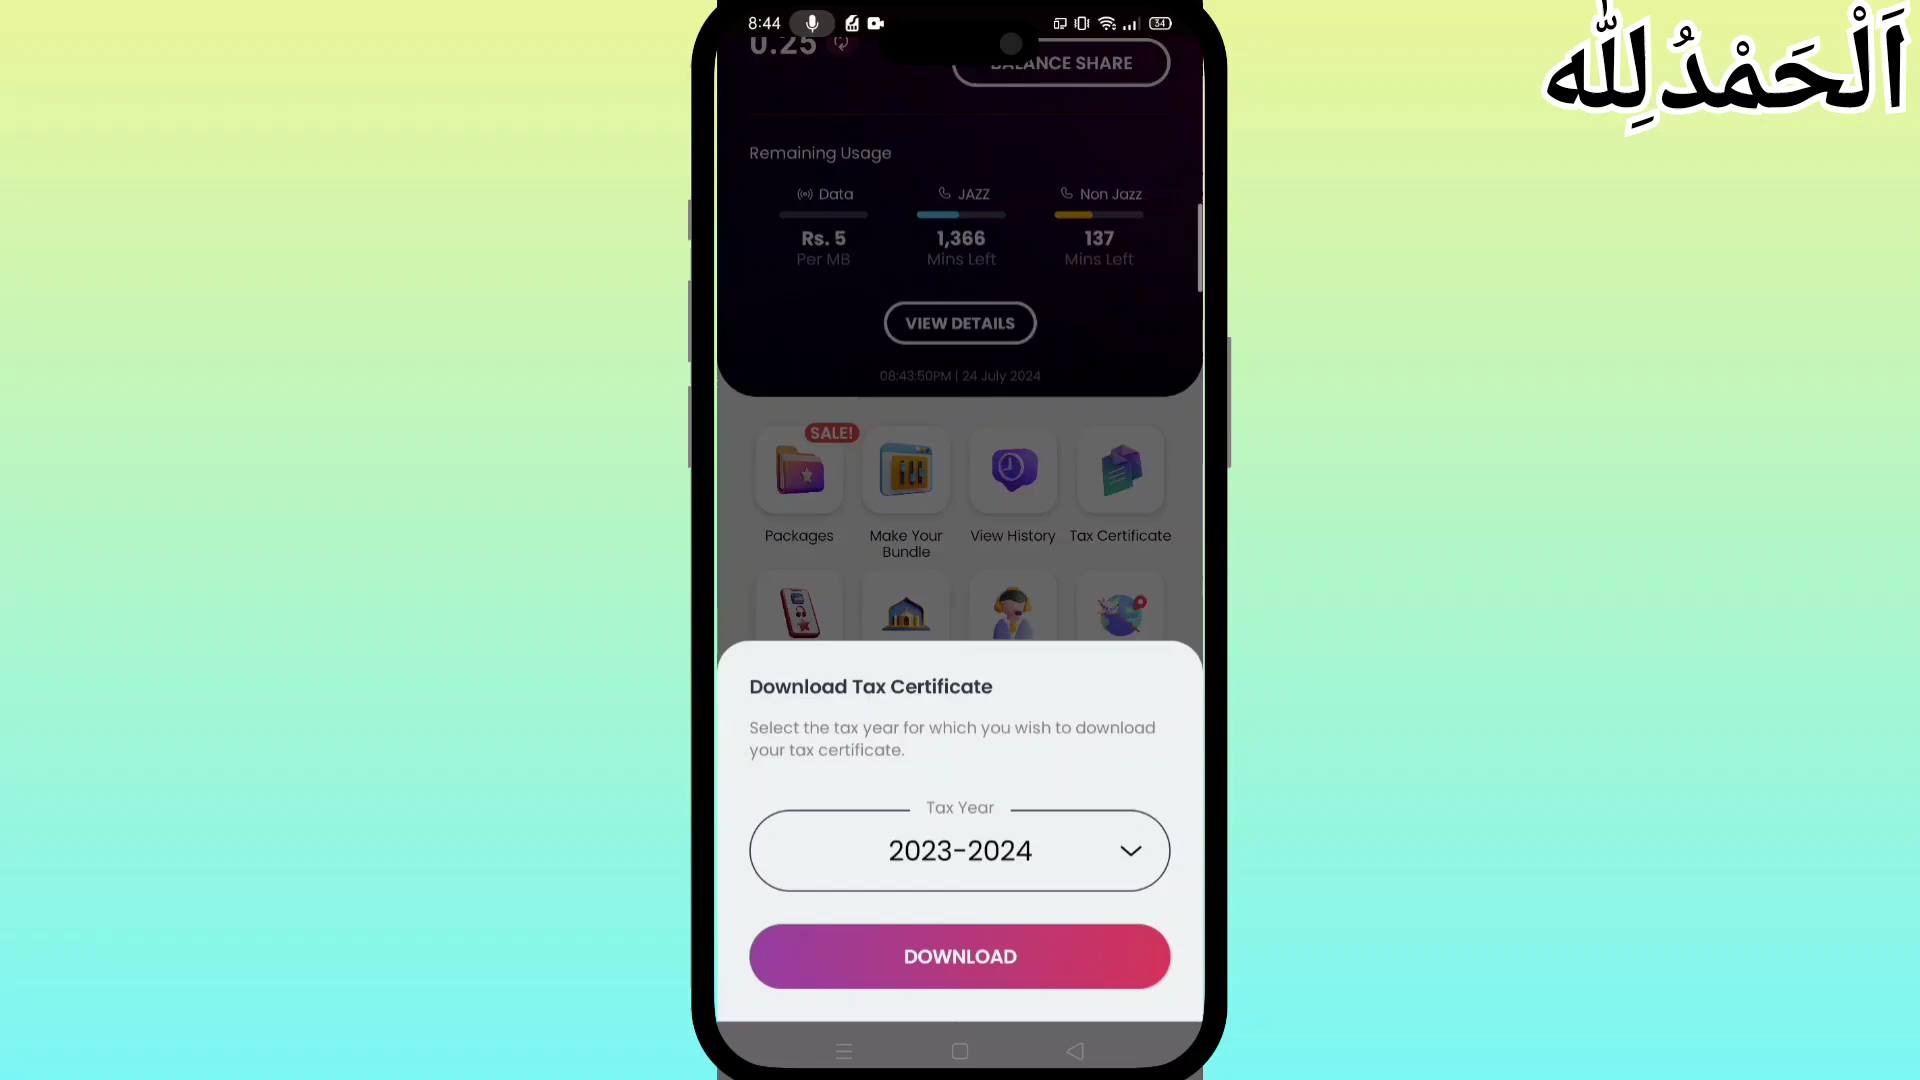 8:44
34
اَلْحَمْدُلِلّٰه
0.25
BALANCE SHARE
Remaining Usage
Data
JAZZ
Non Jazz
Rs. 5
1,366
137
Per MB
Mins Left
Mins Left
VIEW DETAILS
08:43:50PM | 24 July 2024
SALE!
Packages
Make Your
Bundle
View History
Tax Certificate
Download Tax Certificate
Select the tax year for which you wish to download
your tax certificate.
Tax Year
2023-2024
DOWNLOAD